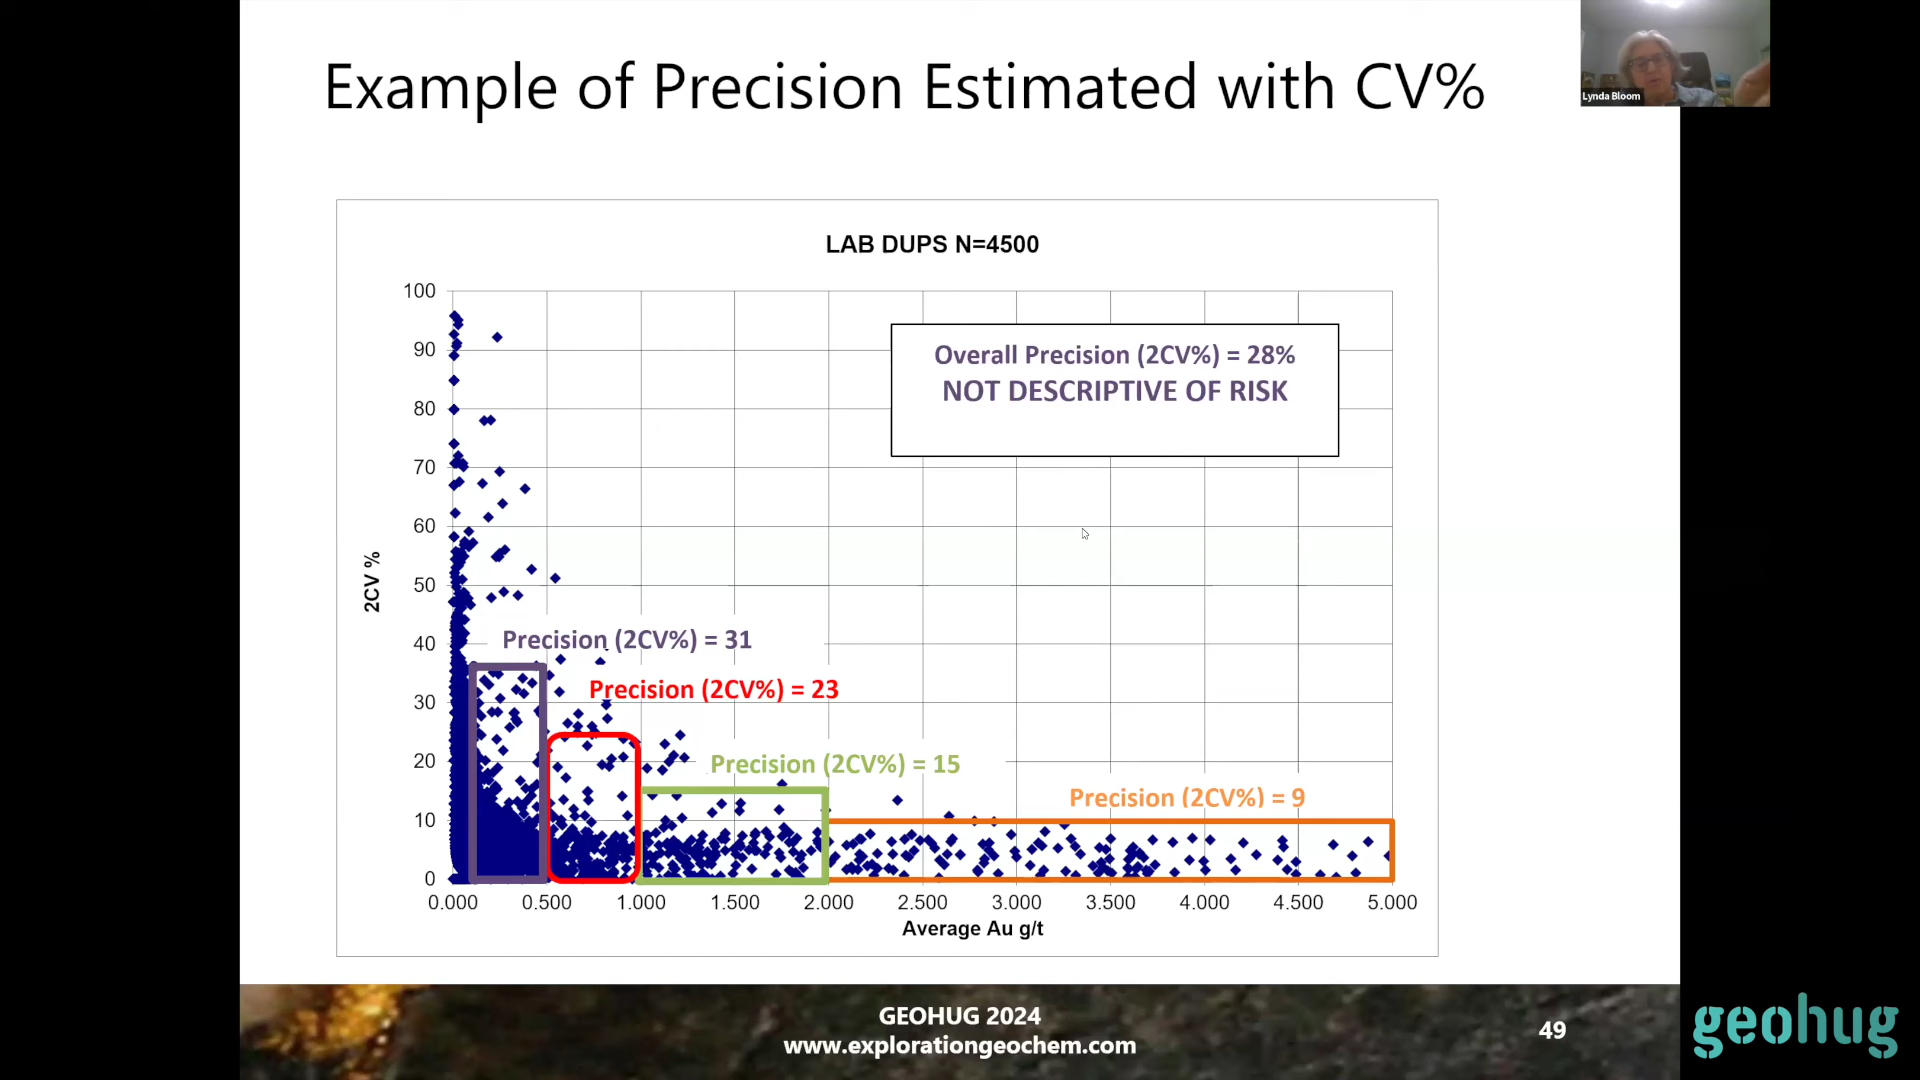 Example of Precision Estimated with CV%
Lynda Bloom
LAB DUPS N=4500
100
90
80
70
60
50
40
30
20
10
0
2CV %
Overall Precision (2CV%) = 28%
NOT DESCRIPTIVE OF RISK
Precision (2CV%) = 31
Precision (2CV%) = 23
Precision (2CV%) = 15
Precision (2CV%) = 9
0.000 0.500 1.000 1.500 2.000 2.500 3.000 3.500 4.000 4.500 5.000
Average Au g/t
GEOHUG 2024
www.explorationgeochem.com
49
geohug